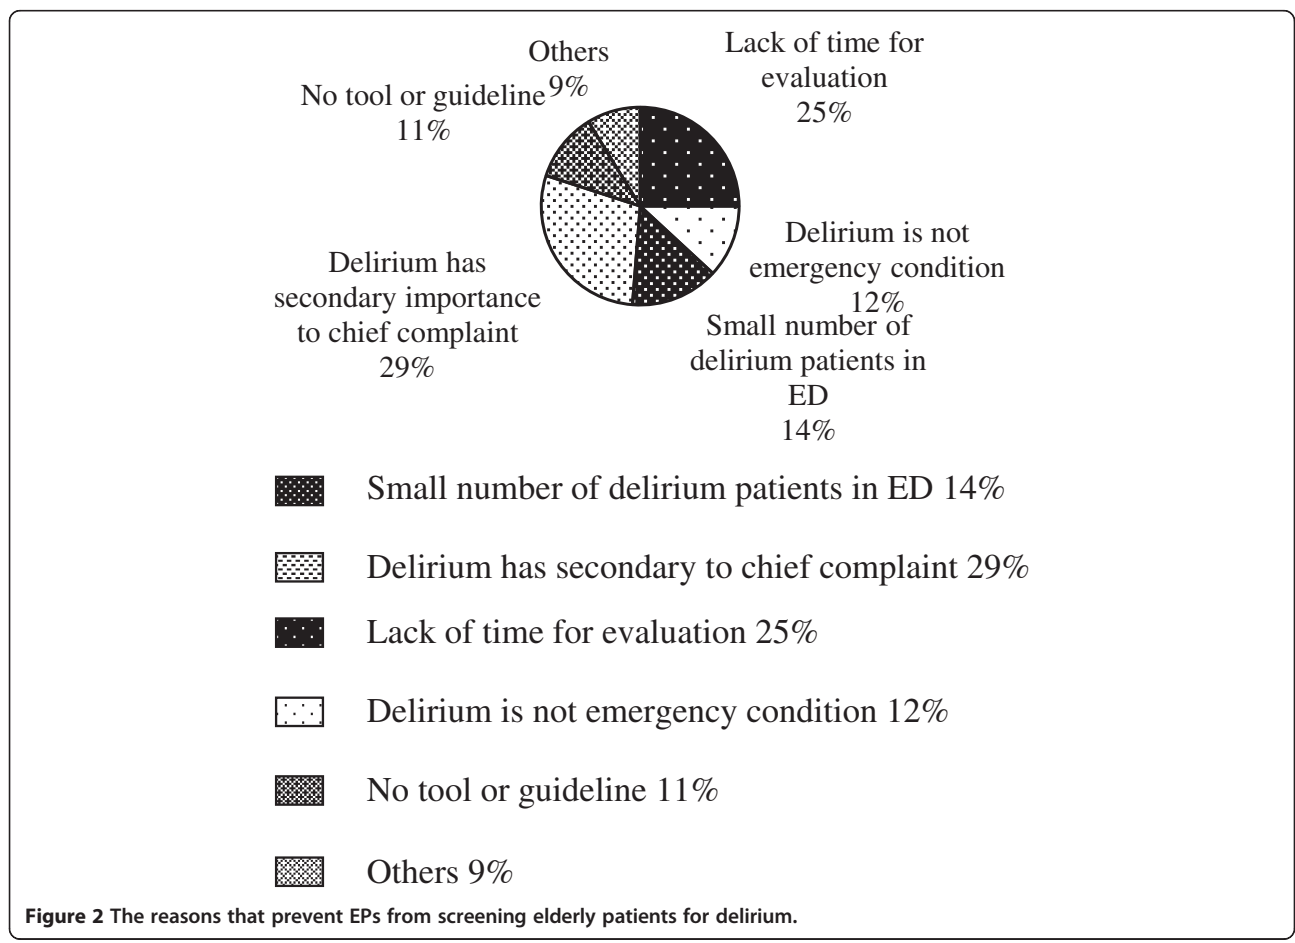 Others
9%
Lack of time for
evaluation
25%
No tool or guideline
11%
Delirium is not
emergency condition
12%
Delirium has
secondary importance
to chief complaint
29%
Small number of
delirium patients in
ED
14%
Small number of delirium patients in ED 14%
Delirium has secondary to chief complaint 29%
Lack of time for evaluation 25%
Delirium is not emergency condition 12%
No tool or guideline 11%
Others 9%
Figure 2 The reasons that prevent EPs from screening elderly patients for delirium.